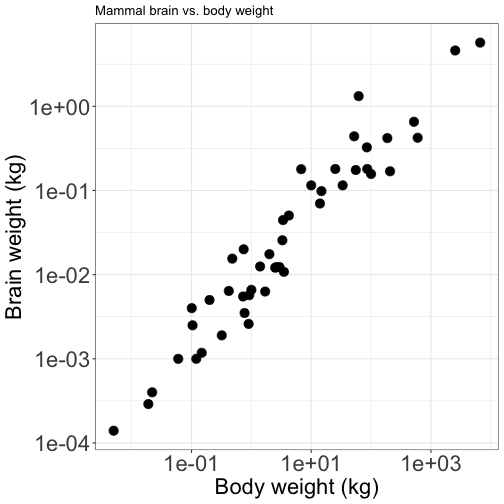 Mammal brain vs. body weight
Brain weight (kg)
1e+00
1e-01
1e-02
1e-03
1e-04
1e-01
1e+01
1e+03
Body weight (kg)